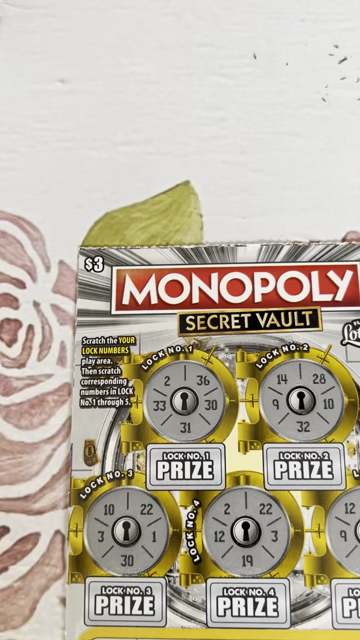 $3
MONOPOLY
SECRET VAULT
Scratch the YOUR
LOCK NUMBERS
play area.
Then scratch
corresponding
numbers in LOCK
No. 1 through 5.
LOCK NO. 1
2 36
33 30
31
LOCK NO. 1
PRIZE
LOCK NO. 2
14 28
9 10
32
LOCK NO. 2
PRIZE
LOCK NO. 3
10 22
3 1
30
LOCK NO. 3
PRIZE
LOCK NO. 4
2 22
12 23
19
LOCK NO. 4
PRIZE